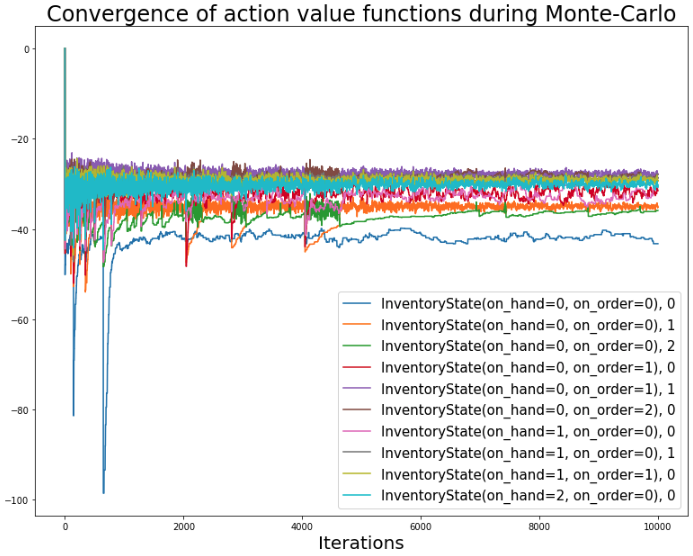 Convergence of action value functions during Monte-Carlo
0
−20
−40
−60
−80
−100
0 2000 4000 6000 8000 10000
Iterations
InventoryState(on_hand=0, on_order=0), 0
InventoryState(on_hand=0, on_order=0), 1
InventoryState(on_hand=0, on_order=0), 2
InventoryState(on_hand=0, on_order=1), 0
InventoryState(on_hand=0, on_order=1), 1
InventoryState(on_hand=0, on_order=2), 0
InventoryState(on_hand=1, on_order=0), 0
InventoryState(on_hand=1, on_order=0), 1
InventoryState(on_hand=1, on_order=1), 0
InventoryState(on_hand=2, on_order=0), 0